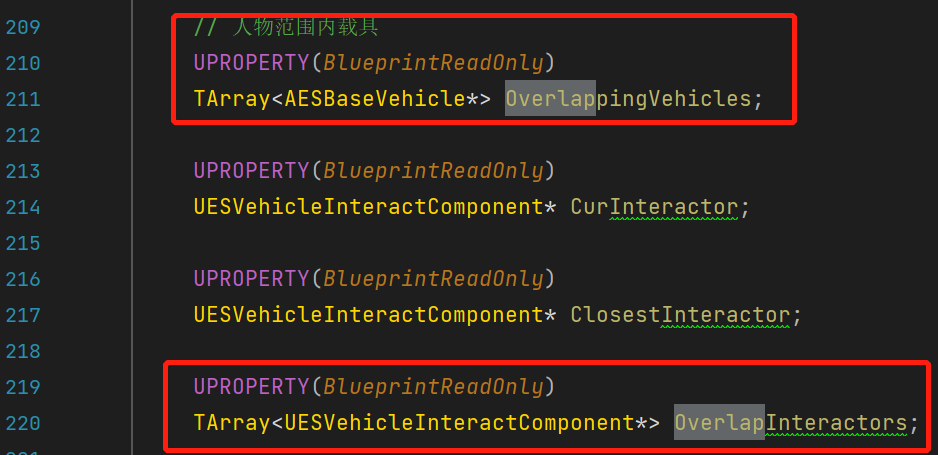 209 // 人物范围内载具
210 UPROPERTY(BlueprintReadOnly)
211 TArray<AESBaseVehicle*> OverlappingVehicles;
212
213 UPROPERTY(BlueprintReadOnly)
214 UESVehicleInteractComponent* CurInteractor;
215
216 UPROPERTY(BlueprintReadOnly)
217 UESVehicleInteractComponent* ClosestInteractor;
218
219 UPROPERTY(BlueprintReadOnly)
220 TArray<UESVehicleInteractComponent*> OverlapInteractors;